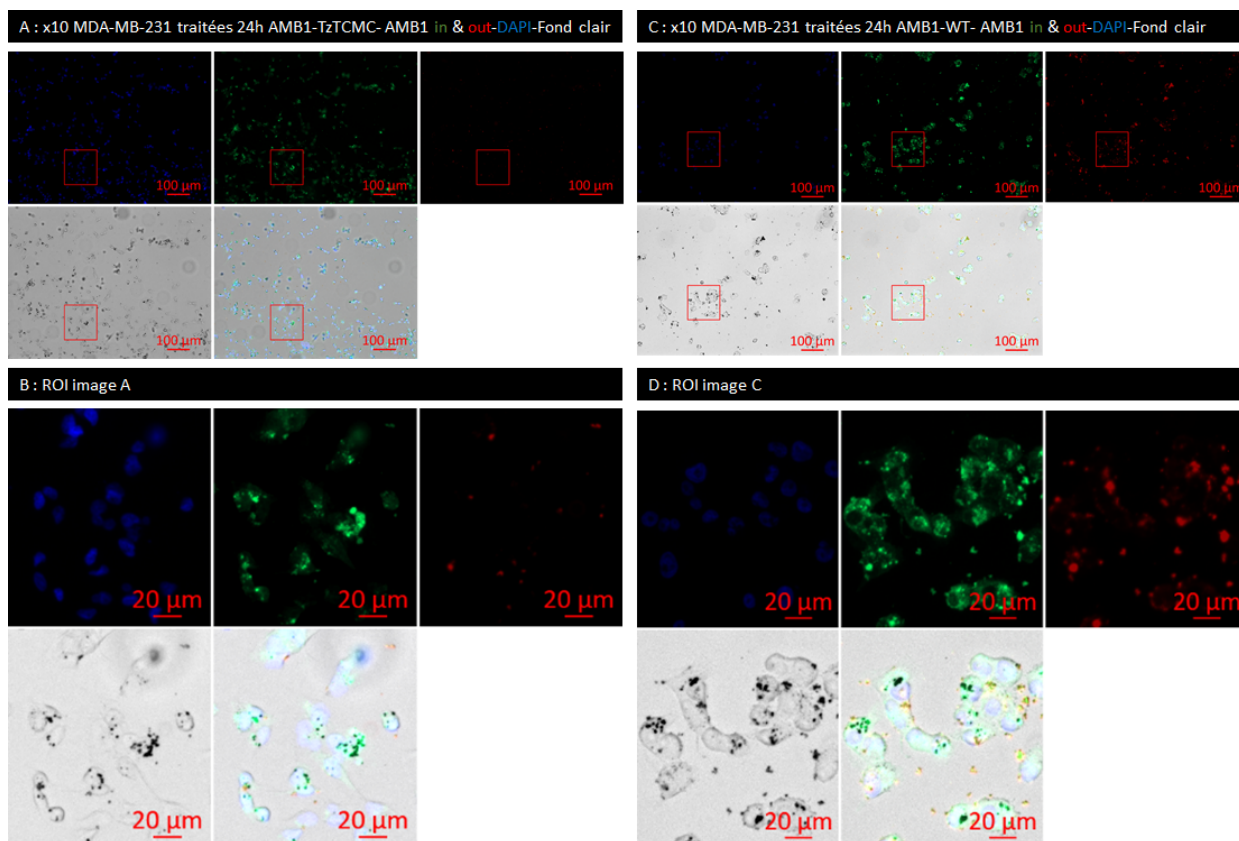 A : x10 MDA-MB-231 traitées 24h AMB1-TzTCMC- AMB1 in & out-DAPI-Fond clair
100 µm
100 µm
100 µm
100 µm
100 µm
B : ROI image A
20 µm
20 µm
20 µm
20 µm
20 µm
C : x10 MDA-MB-231 traitées 24h AMB1-WT- AMB1 in & out-DAPI-Fond clair
100 µm
100 µm
100 µm
100 µm
100 µm
D : ROI image C
20 µm
20 µm
20 µm
20 µm
20 µm